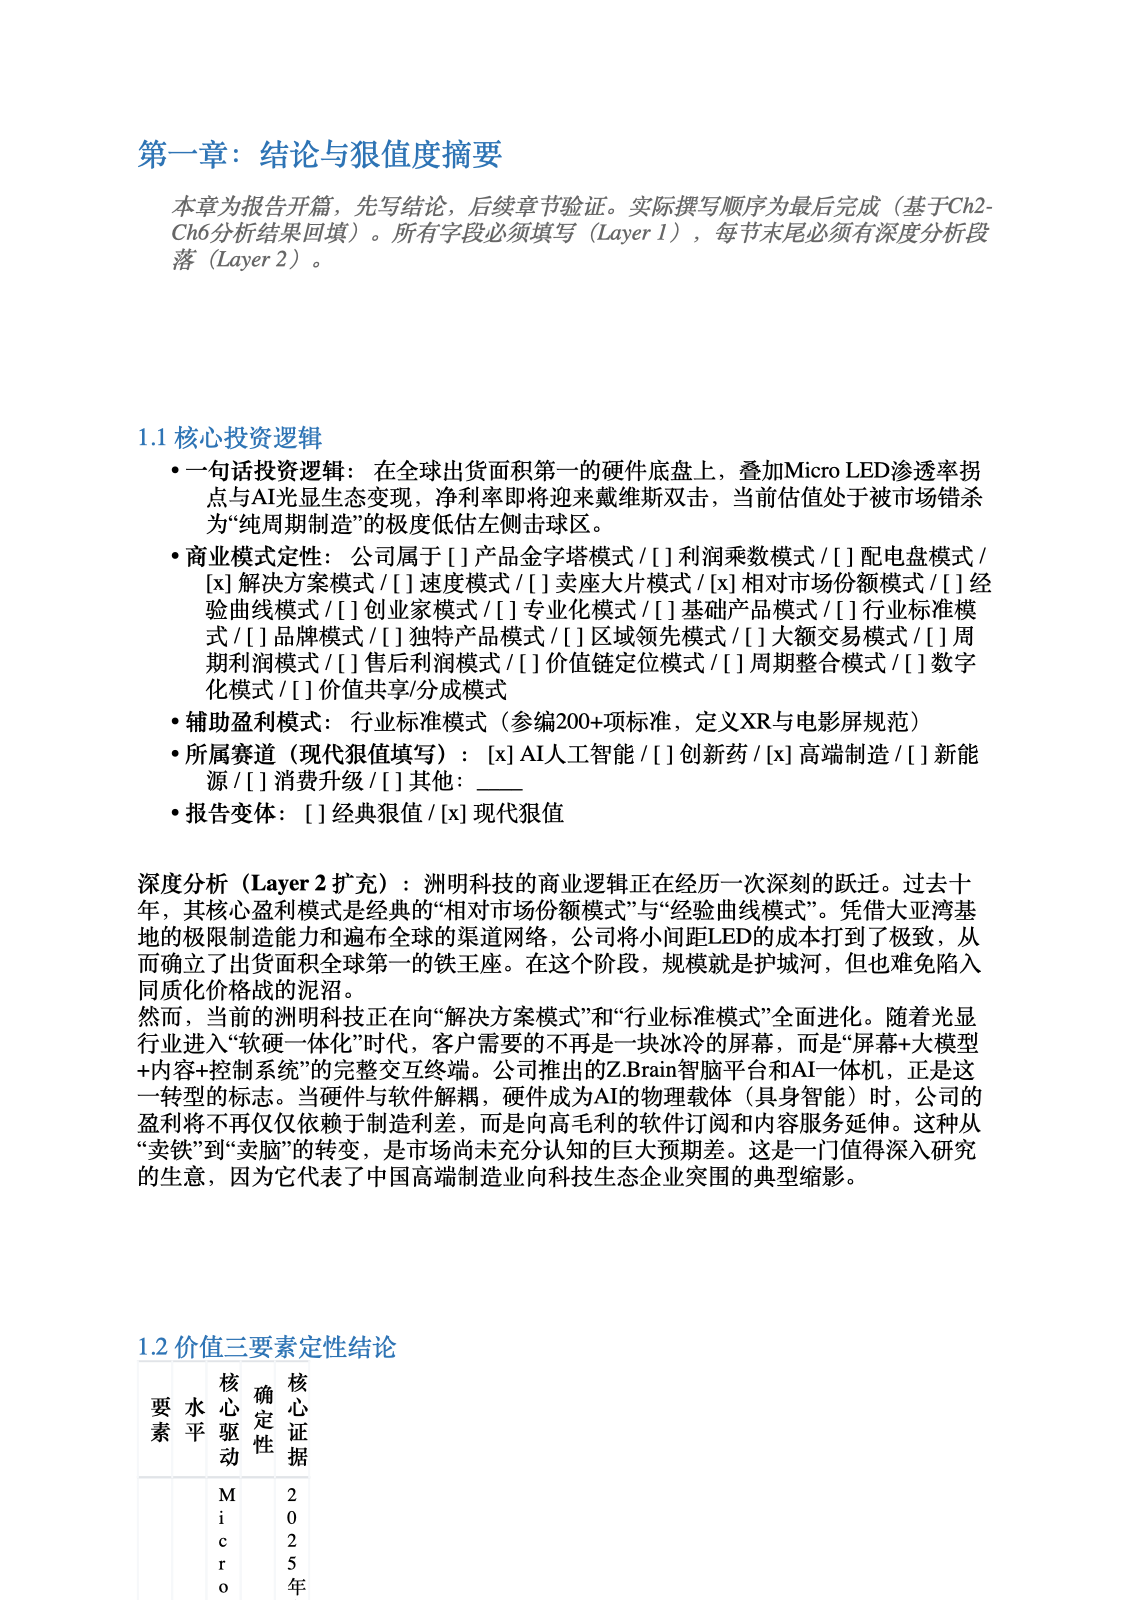 第一章：结论与狠值度摘要
本章为报告开篇，先写结论，后续章节验证。实际撰写顺序为最后完成（基于Ch2-
Ch6分析结果回填）。所有字段必须填写（Layer 1），每节末尾必须有深度分析段
落（Layer 2）。
1.1 核心投资逻辑
• 一句话投资逻辑： 在全球出货面积第一的硬件底盘上，叠加Micro LED渗透率拐
点与AI光显生态变现，净利率即将迎来戴维斯双击，当前估值处于被市场错杀
为“纯周期制造”的极度低估左侧击球区。
• 商业模式定性： 公司属于 [ ] 产品金字塔模式 / [ ] 利润乘数模式 / [ ] 配电盘模式 /
[x] 解决方案模式 / [ ] 速度模式 / [ ] 卖座大片模式 / [x] 相对市场份额模式 / [ ] 经
验曲线模式 / [ ] 创业家模式 / [ ] 专业化模式 / [ ] 基础产品模式 / [ ] 行业标准模
式 / [ ] 品牌模式 / [ ] 独特产品模式 / [ ] 区域领先模式 / [ ] 大额交易模式 / [ ] 周
期利润模式 / [ ] 售后利润模式 / [ ] 价值链定位模式 / [ ] 周期整合模式 / [ ] 数字
化模式 / [ ] 价值共享/分成模式
• 辅助盈利模式： 行业标准模式（参编200+项标准，定义XR与电影屏规范）
• 所属赛道（现代狠值填写）： [x] AI人工智能 / [ ] 创新药 / [x] 高端制造 / [ ] 新能
源 / [ ] 消费升级 / [ ] 其他：____
• 报告变体： [ ] 经典狠值 / [x] 现代狠值
深度分析（Layer 2 扩充）：洲明科技的商业逻辑正在经历一次深刻的跃迁。过去十
年，其核心盈利模式是经典的“相对市场份额模式”与“经验曲线模式”。凭借大亚湾基
地的极限制造能力和遍布全球的渠道网络，公司将小间距LED的成本打到了极致，从
而确立了出货面积全球第一的铁王座。在这个阶段，规模就是护城河，但也难免陷入
同质化价格战的泥沼。
然而，当前的洲明科技正在向“解决方案模式”和“行业标准模式”全面进化。随着光显
行业进入“软硬一体化”时代，客户需要的不再是一块冰冷的屏幕，而是“屏幕+大模型
+内容+控制系统”的完整交互终端。公司推出的Z.Brain智脑平台和AI一体机，正是这
一转型的标志。当硬件与软件解耦，硬件成为AI的物理载体（具身智能）时，公司的
盈利将不再仅仅依赖于制造利差，而是向高毛利的软件订阅和内容服务延伸。这种从
“卖铁”到“卖脑”的转变，是市场尚未充分认知的巨大预期差。这是一门值得深入研究
的生意，因为它代表了中国高端制造业向科技生态企业突围的典型缩影。
1.2 价值三要素定性结论
要素
水平
核心驱动
确定性
核心证据
Micro
2025年